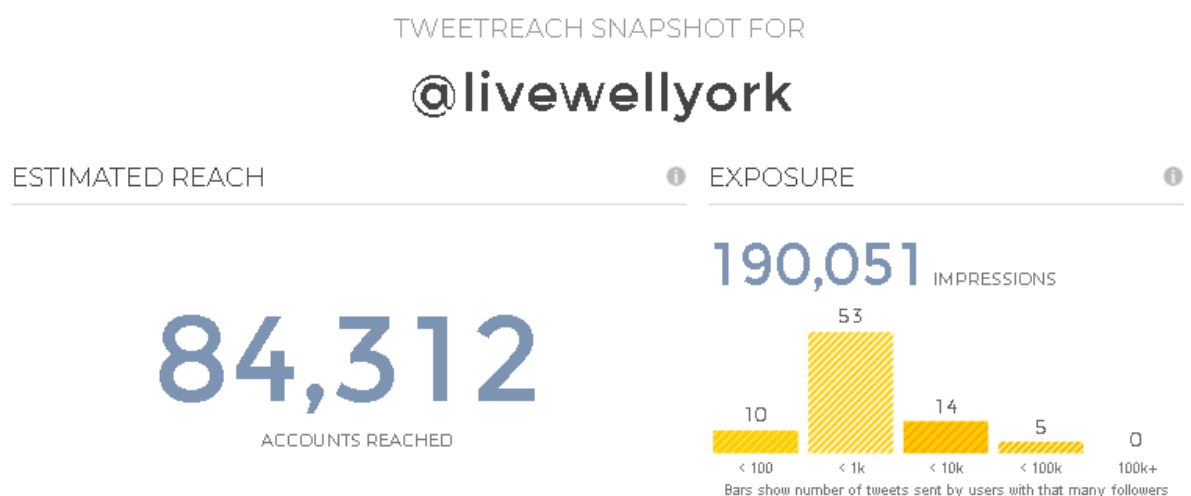 TWEETREACH SNAPSHOT FOR
@livewellyork
ESTIMATED REACH
84,312
ACCOUNTS REACHED
EXPOSURE
190,051 IMPRESSIONS
53
10
14
5
0
< 100 < 1k < 10k < 100k 100k+
Bars show number of tweets sent by users with that many followers